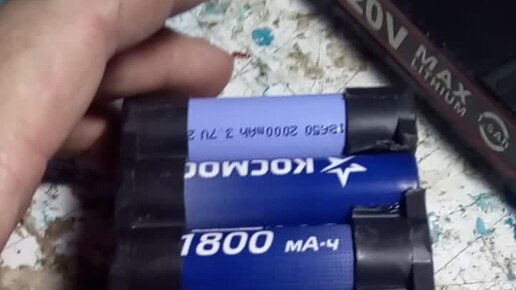 20V MAX
LITHIUM
18650 2000mAh 3.7V
КОСМОС
1800 мА-ч